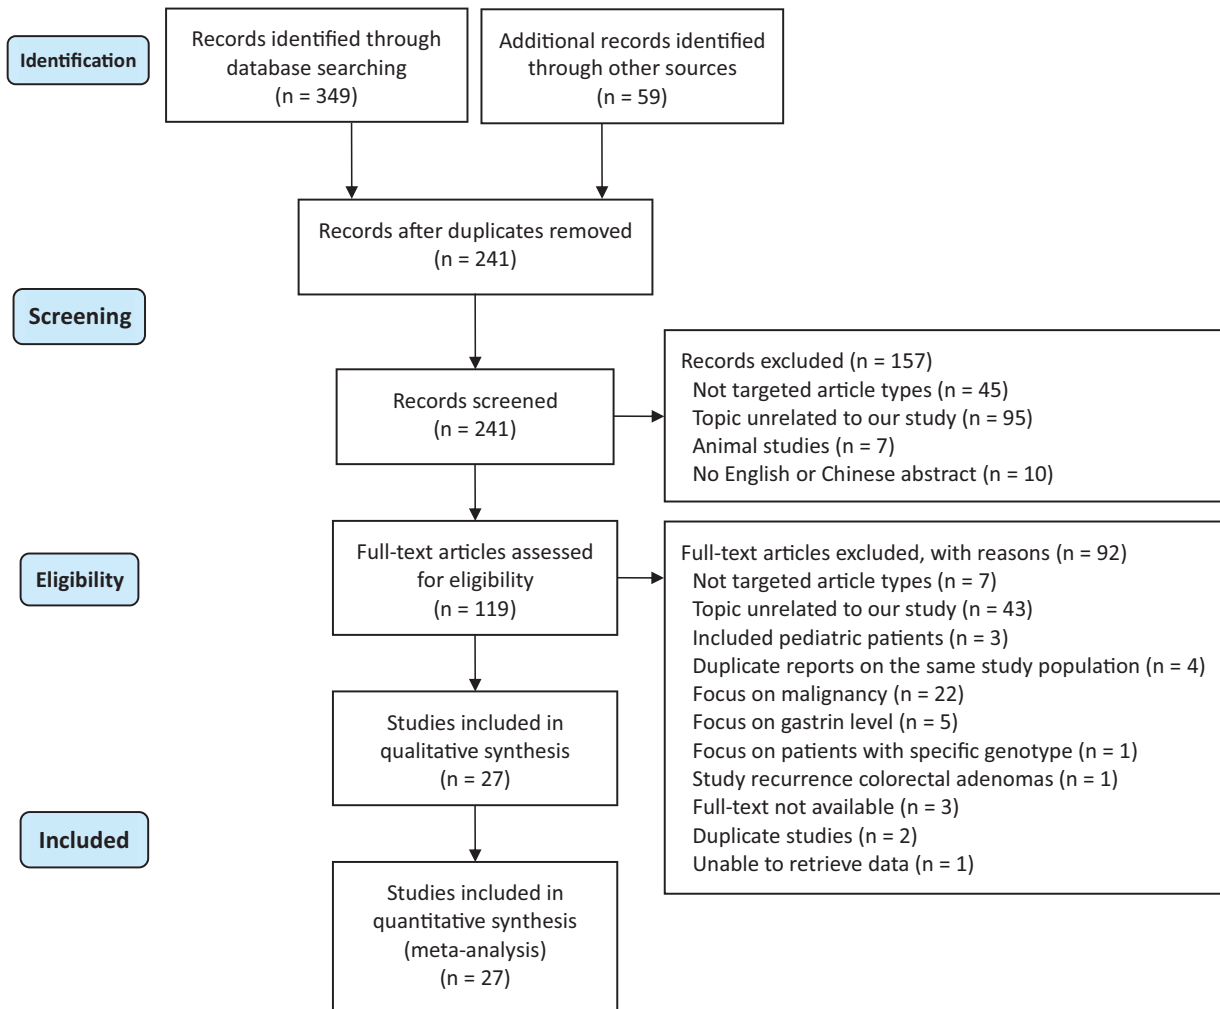 Identification
Records identified through
database searching
(n = 349)
Additional records identified
through other sources
(n = 59)
Records after duplicates removed
(n = 241)
Screening
Records screened
(n = 241)
Records excluded (n = 157)
Not targeted article types (n = 45)
Topic unrelated to our study (n = 95)
Animal studies (n = 7)
No English or Chinese abstract (n = 10)
Eligibility
Full-text articles assessed
for eligibility
(n = 119)
Full-text articles excluded, with reasons (n = 92)
Not targeted article types (n = 7)
Topic unrelated to our study (n = 43)
Included pediatric patients (n = 3)
Duplicate reports on the same study population (n = 4)
Focus on malignancy (n = 22)
Focus on gastrin level (n = 5)
Focus on patients with specific genotype (n = 1)
Study recurrence colorectal adenomas (n = 1)
Full-text not available (n = 3)
Duplicate studies (n = 2)
Unable to retrieve data (n = 1)
Studies included in
qualitative synthesis
(n = 27)
Included
Studies included in
quantitative synthesis
(meta-analysis)
(n = 27)